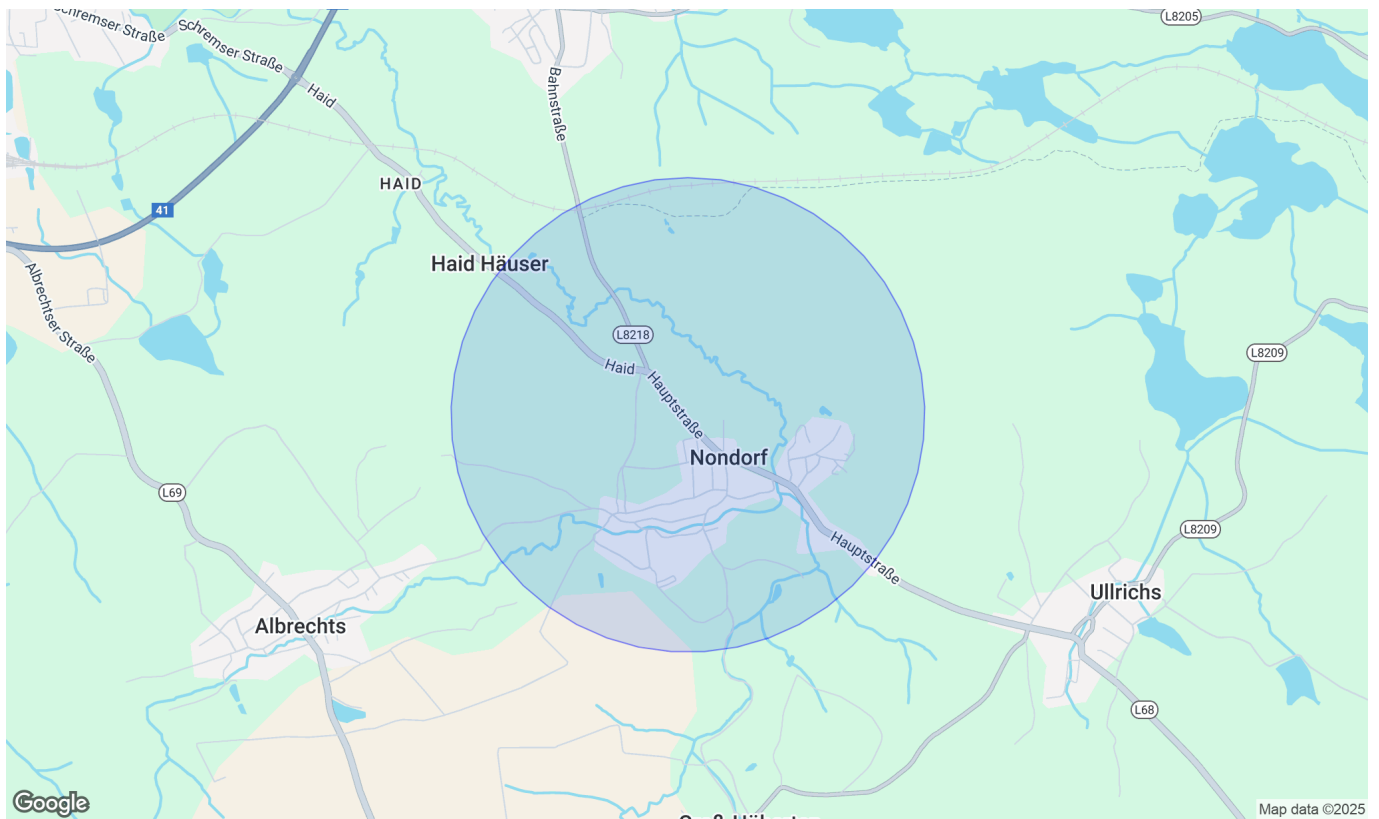 L8205
Schremser Straße
Schremser Straße
Haid
Bahnstraße
HAID
41
Haid Häuser
Albrechtser Straße
L8218
Haid
L8209
Hauptstraße
Nondorf
L69
L8209
Hauptstraße
Ullrichs
Albrechts
L68
Google
Map data ©2025